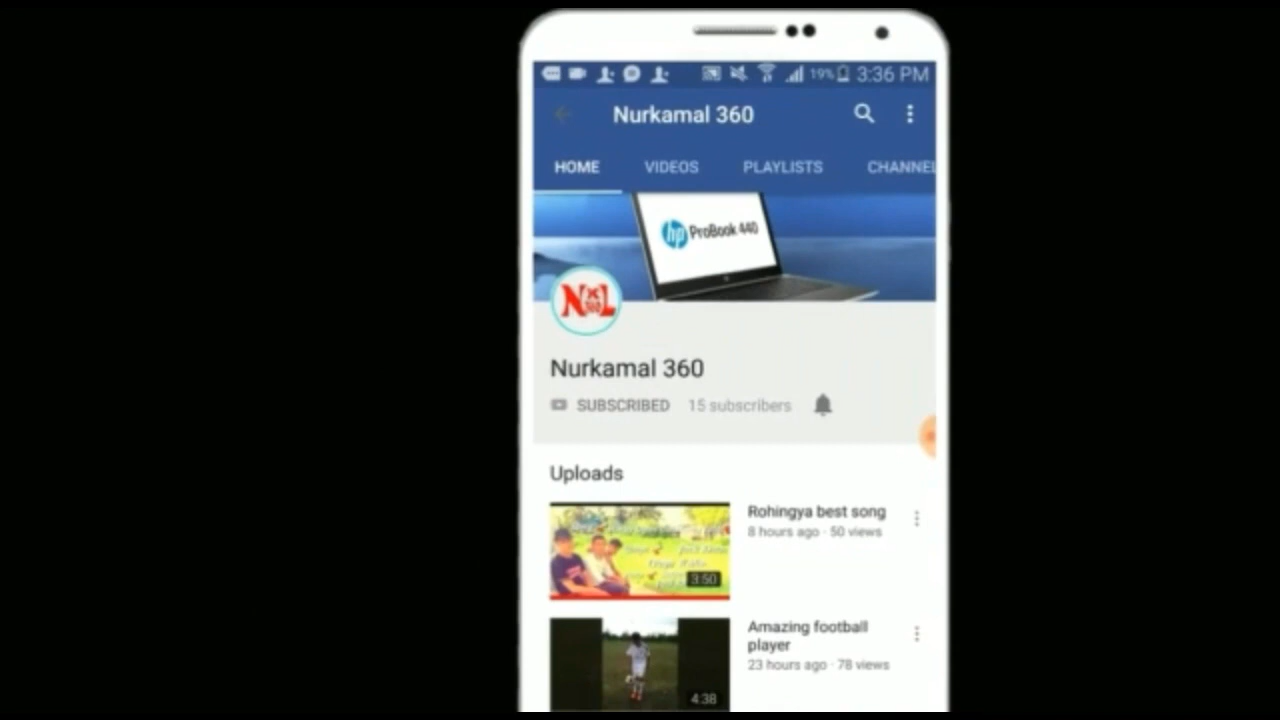 19% 3:36 PM
Nurkamal 360
HOME VIDEOS PLAYLISTS CHANNEL
hp ProBook 440
Nurkamal 360
SUBSCRIBED 15 subscribers
Uploads
Rohingya best song
8 hours ago · 50 views
3:50
Amazing football
player
23 hours ago · 78 views
4:38